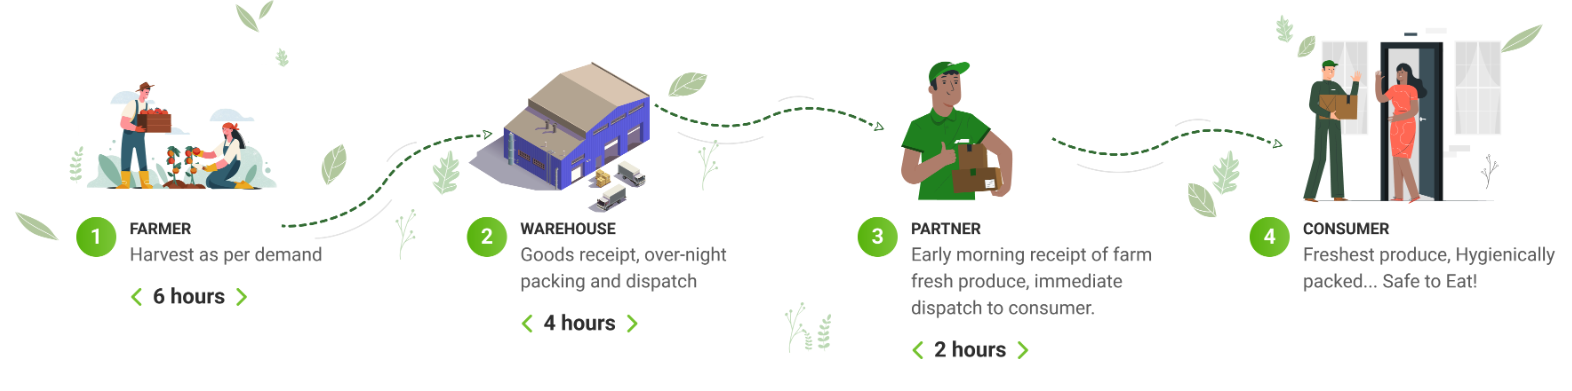 1
FARMER
Harvest as per demand
< 6 hours >
2
WAREHOUSE
Goods receipt, over-night
packing and dispatch
< 4 hours >
3
PARTNER
Early morning receipt of farm
fresh produce, immediate
dispatch to consumer.
< 2 hours >
4
CONSUMER
Freshest produce, Hygienically
packed... Safe to Eat!